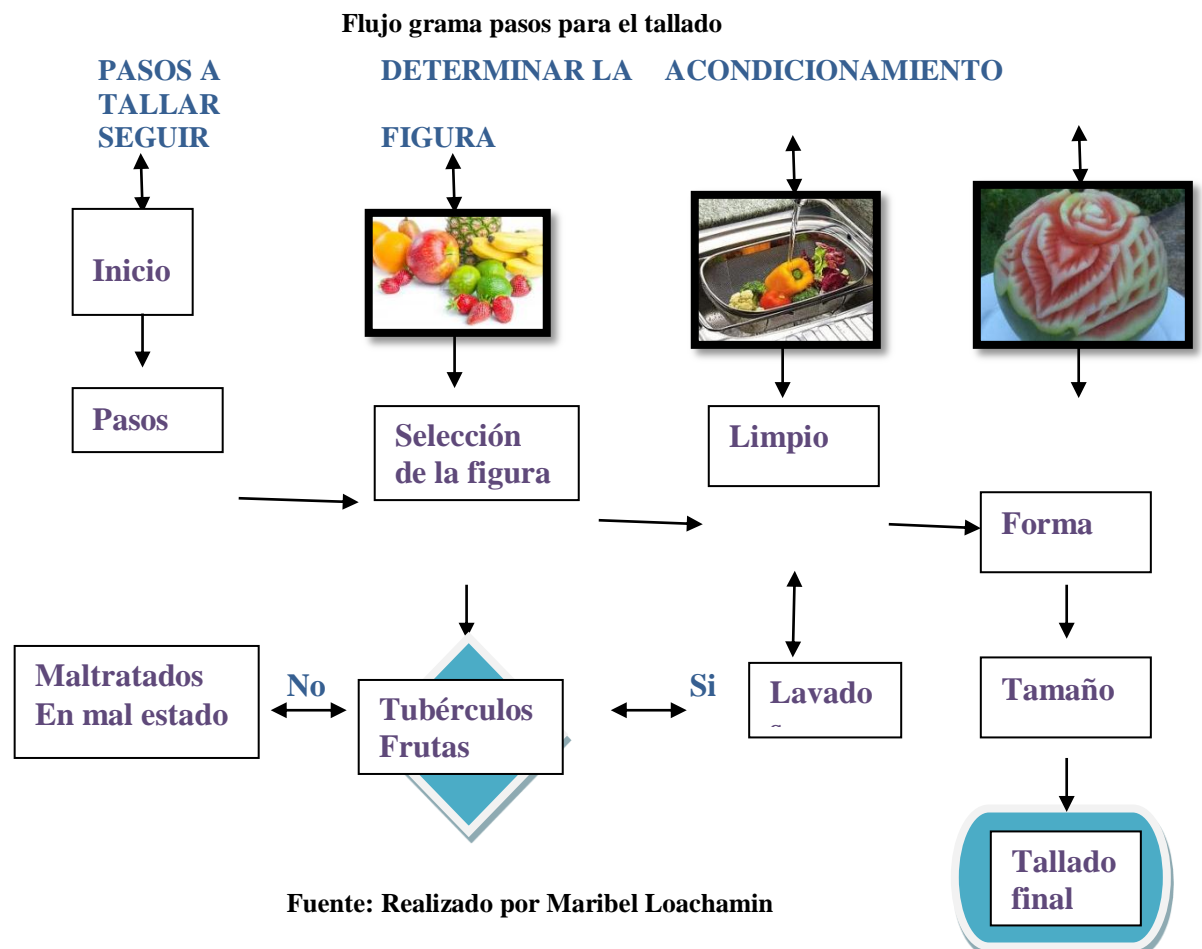 Flujo grama pasos para el tallado
PASOS A DETERMINAR LA ACONDICIONAMIENTO
TALLAR
SEGUIR FIGURA
Inicio
Pasos
Selección
de la figura
Limpio
Forma
Maltratados
En mal estado
No
Tubérculos
Frutas
Si
Lavado
Tamaño
Tallado
final
Fuente: Realizado por Maribel Loachamin